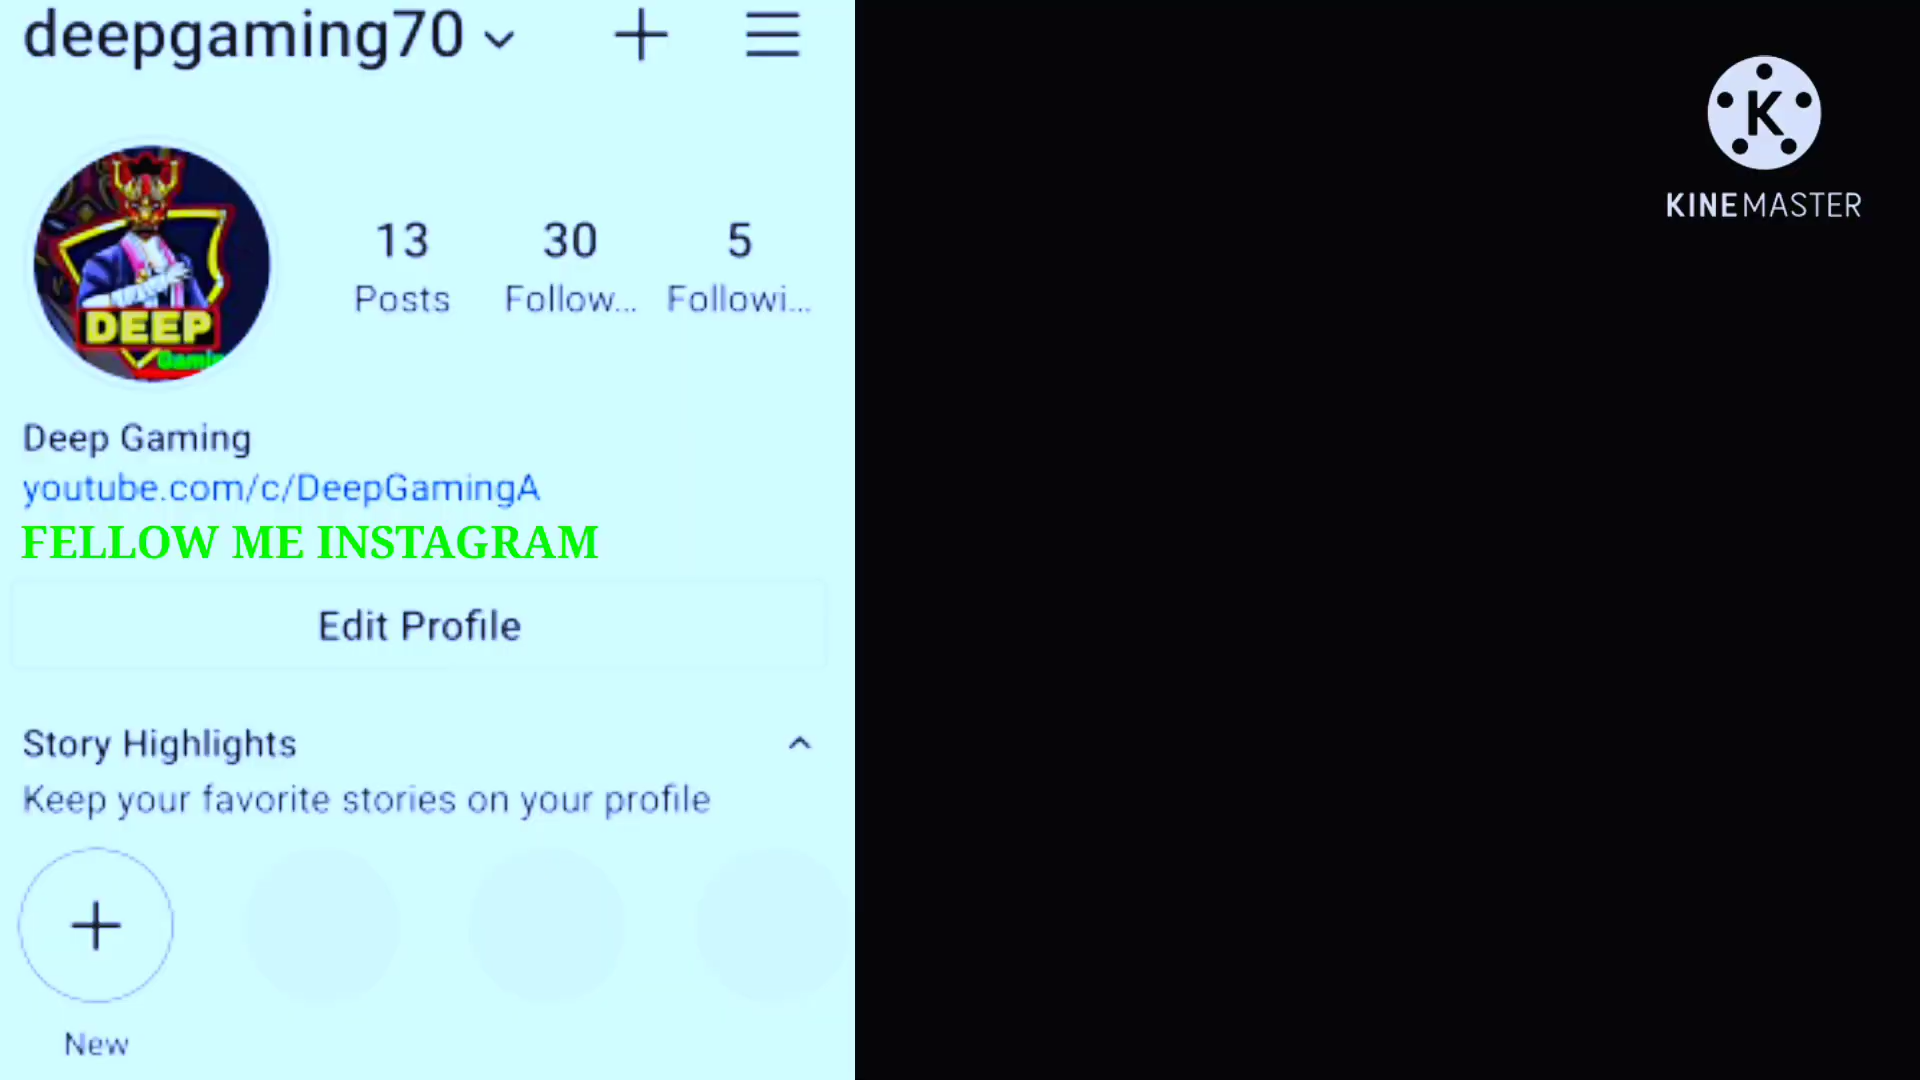 deepgaming70
13
30
5
Posts
Follow...
Followi...
DEEP
Deep Gaming
youtube.com/c/DeepGamingA
FELLOW ME INSTAGRAM
Edit Profile
Story Highlights
Keep your favorite stories on your profile
New
K
KINEMASTER